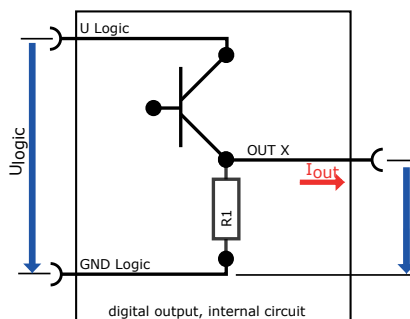 U Logic
Ulogic
OUT X
Iout
R1
GND Logic
digital output, internal circuit